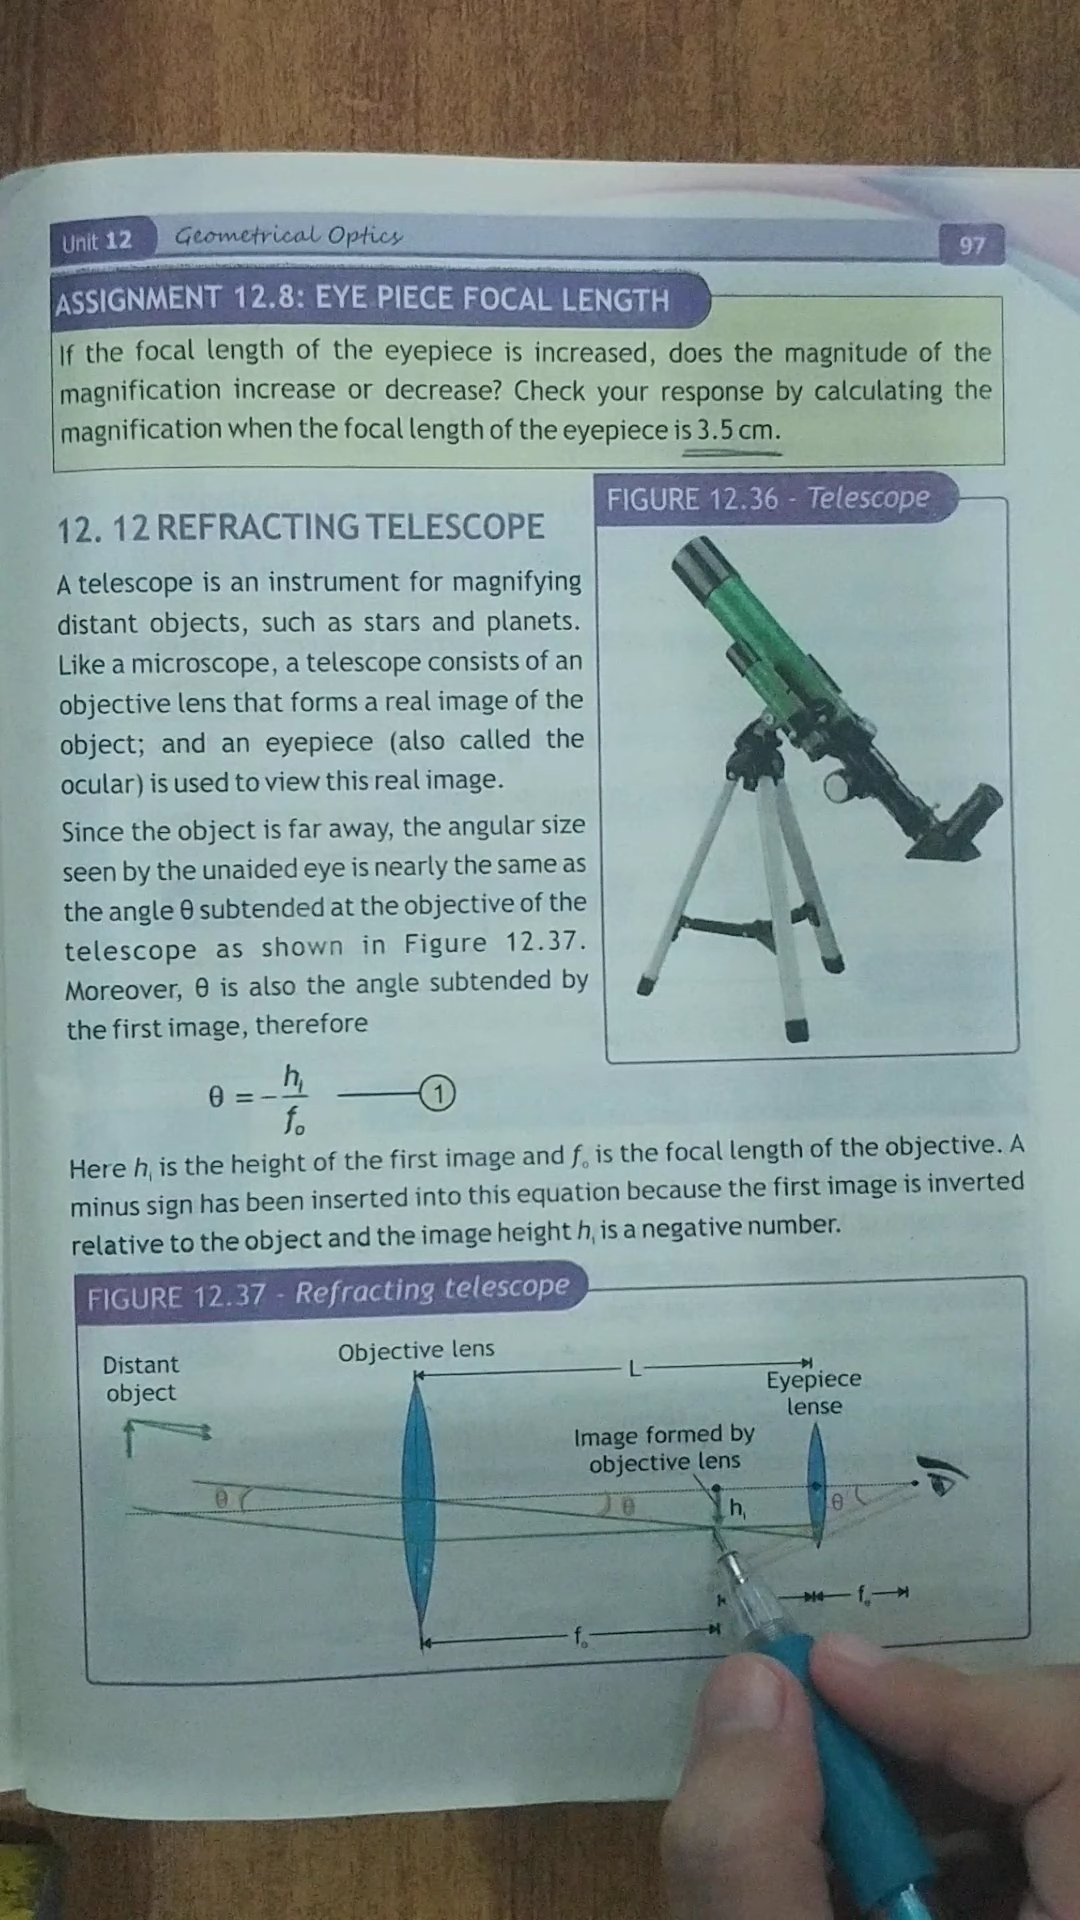 Unit 12 Geometrical Optics 97
ASSIGNMENT 12.8: EYE PIECE FOCAL LENGTH
If the focal length of the eyepiece is increased, does the magnitude of the
magnification increase or decrease? Check your response by calculating the
magnification when the focal length of the eyepiece is 3.5 cm.
12. 12 REFRACTING TELESCOPE
A telescope is an instrument for magnifying
distant objects, such as stars and planets.
Like a microscope, a telescope consists of an
objective lens that forms a real image of the
object; and an eyepiece (also called the
ocular) is used to view this real image.
Since the object is far away, the angular size
seen by the unaided eye is nearly the same as
the angle θ subtended at the objective of the
telescope as shown in Figure 12.37.
Moreover, θ is also the angle subtended by
the first image, therefore
θ = - hᵢ / fₒ ——— 1
FIGURE 12.36 - Telescope
Here hᵢ is the height of the first image and fₒ is the focal length of the objective. A
minus sign has been inserted into this equation because the first image is inverted
relative to the object and the image height hᵢ is a negative number.
FIGURE 12.37 - Refracting telescope
Distant
object
Objective lens
L
Eyepiece
lense
Image formed by
objective lens
θ
θ
hᵢ
θ
fₒ
fₑ